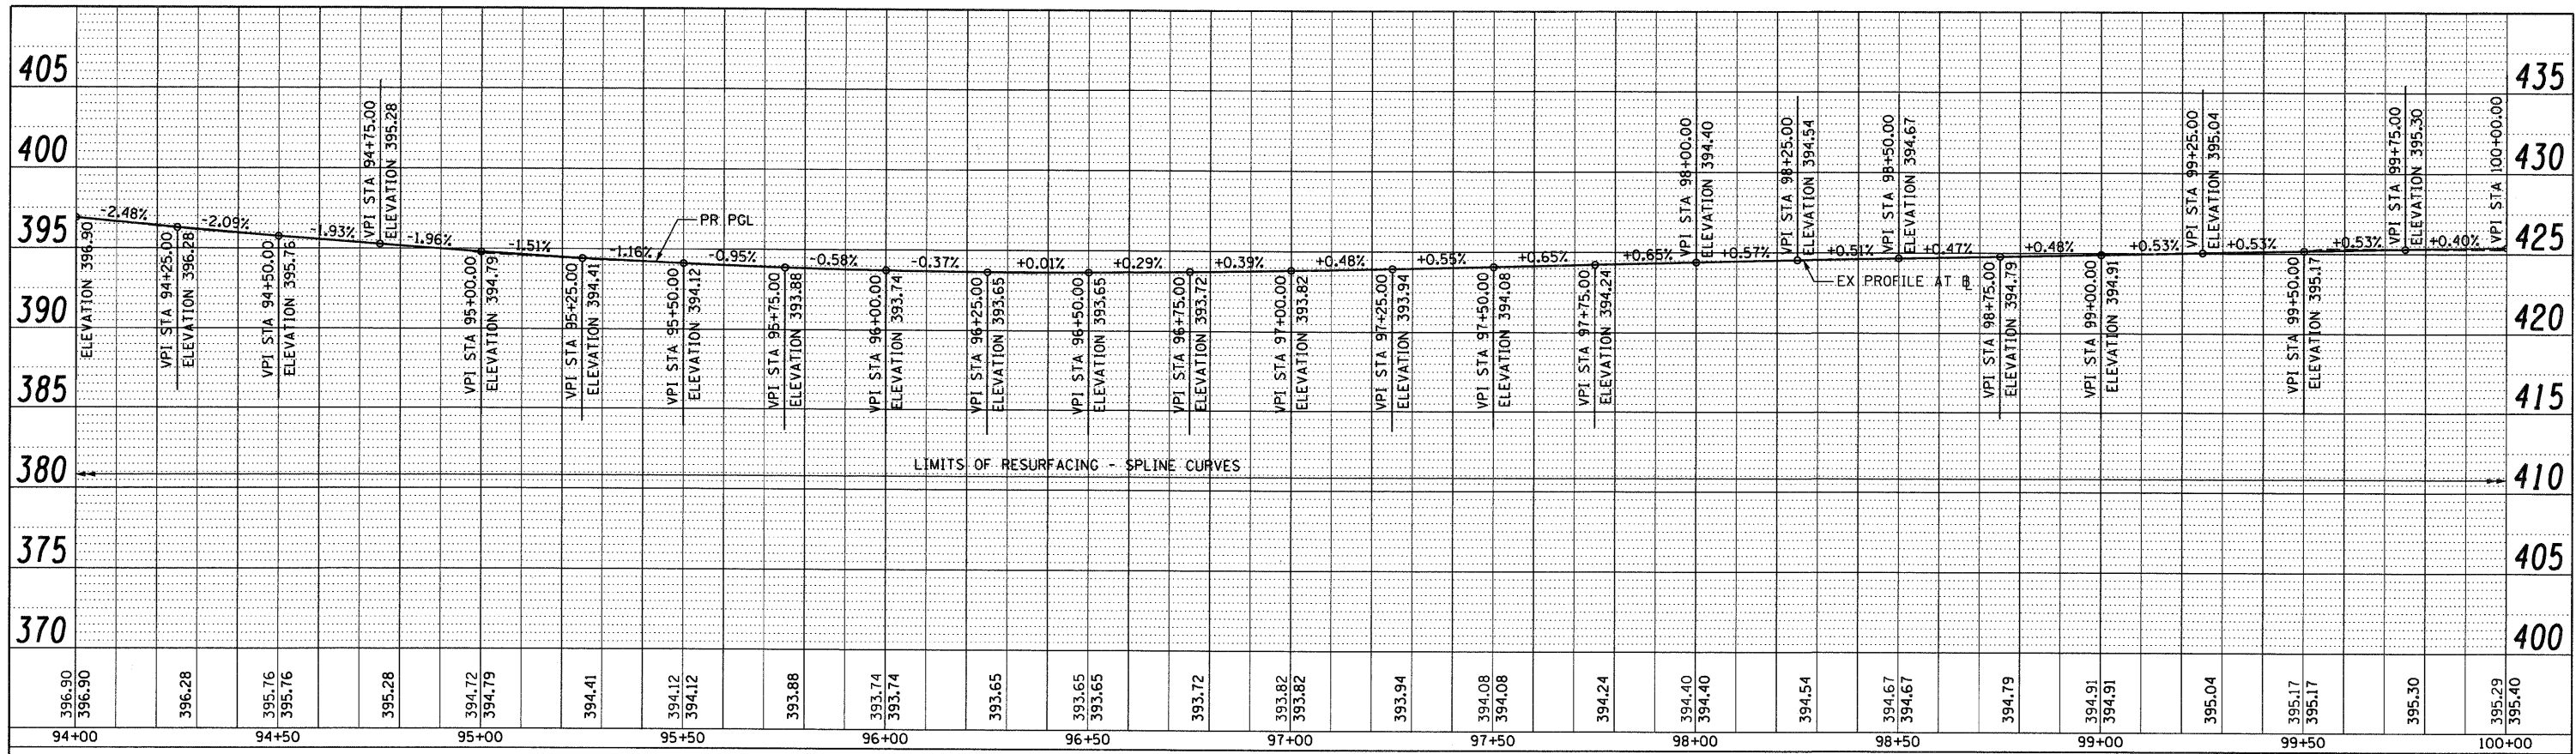 405
435
400
430
395
425
390
420
385
415
380
410
375
405
370
400
ELEVATION 396.90
VPI STA 94+25.00
ELEVATION 396.28
VPI STA 94+50.00
ELEVATION 395.76
VPI STA 94+75.00
ELEVATION 395.28
VPI STA 95+00.00
ELEVATION 394.79
VPI STA 95+25.00
ELEVATION 394.41
VPI STA 95+50.00
ELEVATION 394.12
VPI STA 95+75.00
ELEVATION 393.88
VPI STA 96+00.00
ELEVATION 393.74
VPI STA 96+25.00
ELEVATION 393.65
VPI STA 96+50.00
ELEVATION 393.65
VPI STA 96+75.00
ELEVATION 393.72
VPI STA 97+00.00
ELEVATION 393.82
VPI STA 97+25.00
ELEVATION 393.94
VPI STA 97+50.00
ELEVATION 394.08
VPI STA 97+75.00
ELEVATION 394.24
VPI STA 98+00.00
ELEVATION 394.40
VPI STA 98+25.00
ELEVATION 394.54
VPI STA 98+50.00
ELEVATION 394.67
VPI STA 98+75.00
ELEVATION 394.79
VPI STA 99+00.00
ELEVATION 394.91
VPI STA 99+25.00
ELEVATION 395.04
VPI STA 99+50.00
ELEVATION 395.17
VPI STA 99+75.00
ELEVATION 395.30
VPI STA 100+00.00
-2.48%
-2.09%
-1.93%
-1.96%
-1.51%
-1.16%
-0.95%
-0.58%
-0.37%
+0.01%
+0.29%
+0.39%
+0.48%
+0.55%
+0.65%
+0.65%
+0.57%
+0.51%
+0.47%
+0.48%
+0.53%
+0.53%
+0.53%
+0.40%
PR PGL
EX PROFILE AT BL
LIMITS OF RESURFACING - SPLINE CURVES
396.90
396.90
396.28
395.76
395.76
395.28
394.72
394.79
394.41
394.12
394.12
393.88
393.74
393.74
393.65
393.65
393.65
393.72
393.82
393.82
393.94
394.08
394.08
394.24
394.40
394.40
394.54
394.67
394.67
394.79
394.91
394.91
395.04
395.17
395.17
395.30
395.29
395.40
94+00
94+50
95+00
95+50
96+00
96+50
97+00
97+50
98+00
98+50
99+00
99+50
100+00